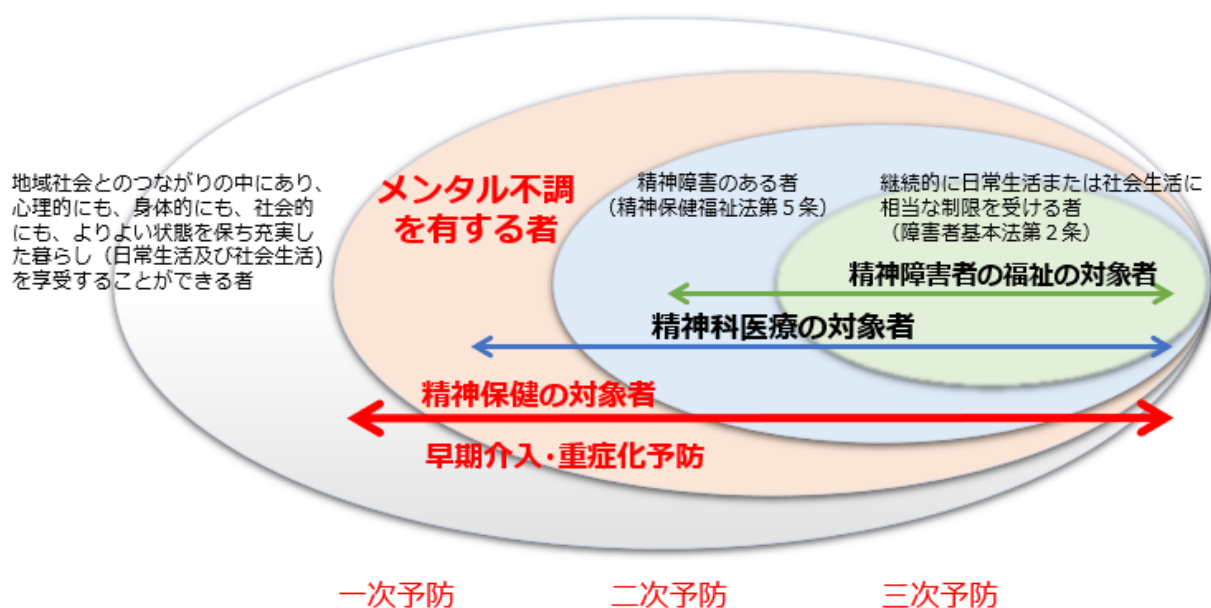 地域社会とのつながりの中にあり、
心理的にも、身体的にも、社会的
にも、よりよい状態を保ち充実し
た暮らし（日常生活及び社会生活)
を享受することができる者
メンタル不調
を有する者
精神障害のある者
（精神保健福祉法第５条）
継続的に日常生活または社会生活に
相当な制限を受ける者
（障害者基本法第２条）
精神障害者の福祉の対象者
精神科医療の対象者
精神保健の対象者
早期介入･重症化予防
一次予防
二次予防
三次予防